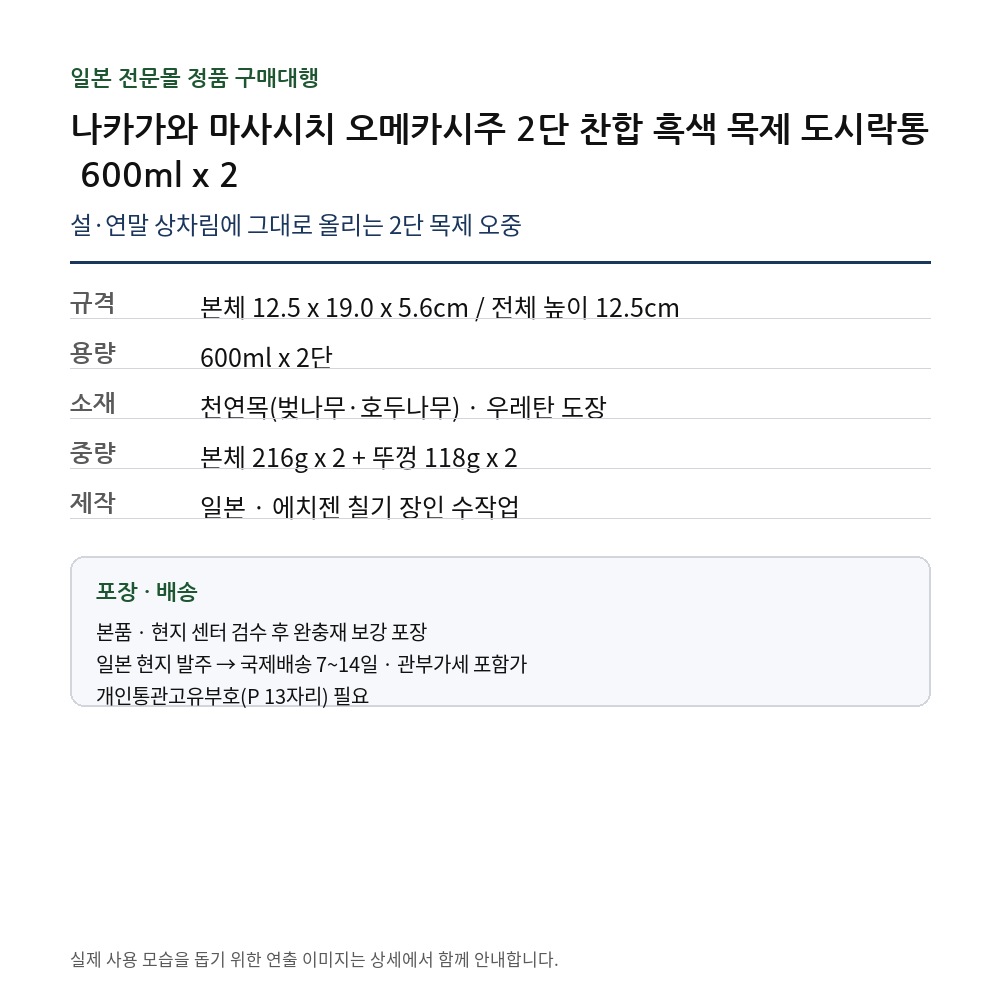 일본 전문몰 정품 구매대행
나카가와 마사시치 오메카시주 2단 찬합 흑색 목제 도시락통
600ml x 2
설·연말 상차림에 그대로 올리는 2단 목제 오중
규격 본체 12.5 x 19.0 x 5.6cm / 전체 높이 12.5cm
용량 600ml x 2단
소재 천연목(벚나무·호두나무) · 우레탄 도장
중량 본체 216g x 2 + 뚜껑 118g x 2
제작 일본 · 에치젠 칠기 장인 수작업
포장 · 배송
본품 · 현지 센터 검수 후 완충재 보강 포장
일본 현지 발주 → 국제배송 7~14일 · 관부가세 포함가
개인통관고유부호(P 13자리) 필요
실제 사용 모습을 돕기 위한 연출 이미지는 상세에서 함께 안내합니다.